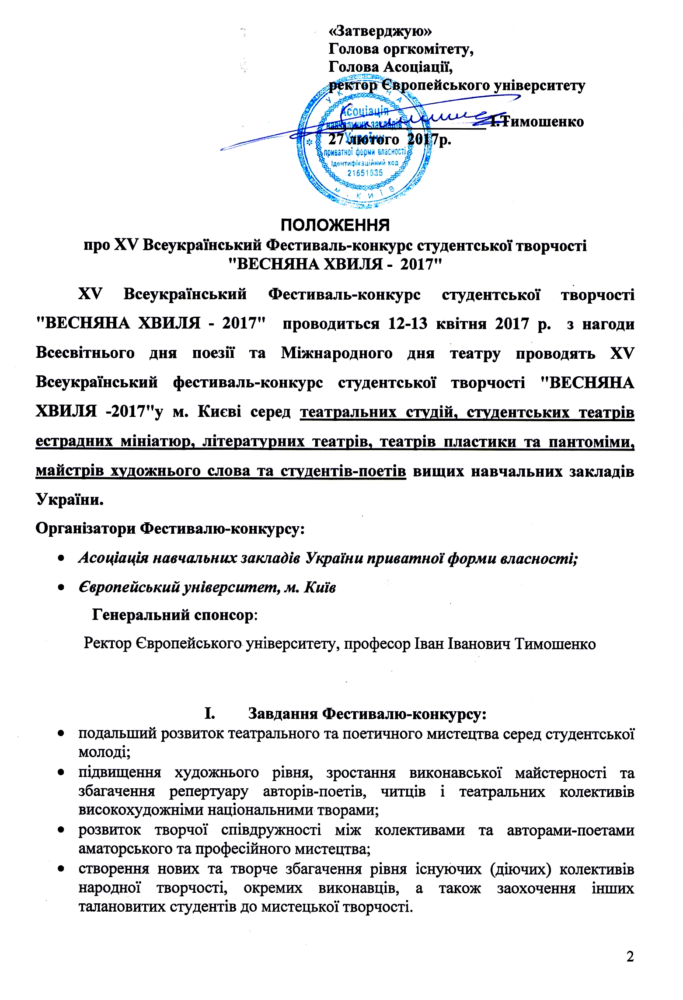 «Затверджую»
Голова оргкомітету,
Голова Асоціації,
ректор Європейського університету
І.Тимошенко
27 лютого 2017р.
УКРАЇНА
Асоціація
навчальних закладів
України
приватної форми власності
Ідентифікаційний код
21651635
м. КИЇВ
ПОЛОЖЕННЯ
про XV Всеукраїнський Фестиваль-конкурс студентської творчості
"ВЕСНЯНА ХВИЛЯ - 2017"
XV Всеукраїнський Фестиваль-конкурс студентської творчості
"ВЕСНЯНА ХВИЛЯ - 2017" проводиться 12-13 квітня 2017 р. з нагоди
Всесвітнього дня поезії та Міжнародного дня театру проводять XV
Всеукраїнський фестиваль-конкурс студентської творчості "ВЕСНЯНА
ХВИЛЯ -2017"у м. Києві серед театральних студій, студентських театрів
естрадних мініатюр, літературних театрів, театрів пластики та пантоміми,
майстрів художнього слова та студентів-поетів вищих навчальних закладів
України.
Організатори Фестивалю-конкурсу:
• Асоціація навчальних закладів України приватної форми власності;
• Європейський університет, м. Київ
Генеральний спонсор:
Ректор Європейського університету, професор Іван Іванович Тимошенко
I. Завдання Фестивалю-конкурсу:
• подальший розвиток театрального та поетичного мистецтва серед студентської
молоді;
• підвищення художнього рівня, зростання виконавської майстерності та
збагачення репертуару авторів-поетів, читців і театральних колективів
високохудожніми національними творами;
• розвиток творчої співдружності між колективами та авторами-поетами
аматорського та професійного мистецтва;
• створення нових та творче збагачення рівня існуючих (діючих) колективів
народної творчості, окремих виконавців, а також заохочення інших
талановитих студентів до мистецької творчості.
2